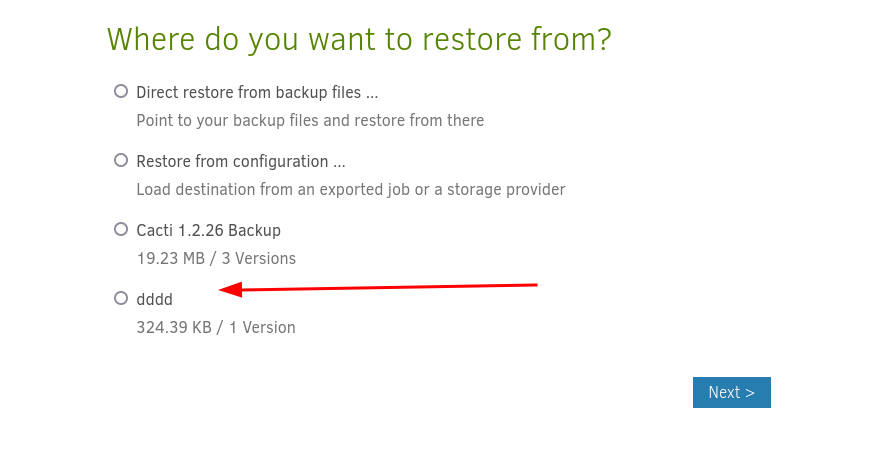 Where do you want to restore from?
Direct restore from backup files ...
Point to your backup files and restore from there
Restore from configuration ...
Load destination from an exported job or a storage provider
Cacti 1.2.26 Backup
19.23 MB / 3 Versions
dddd
324.39 KB / 1 Version
Next >